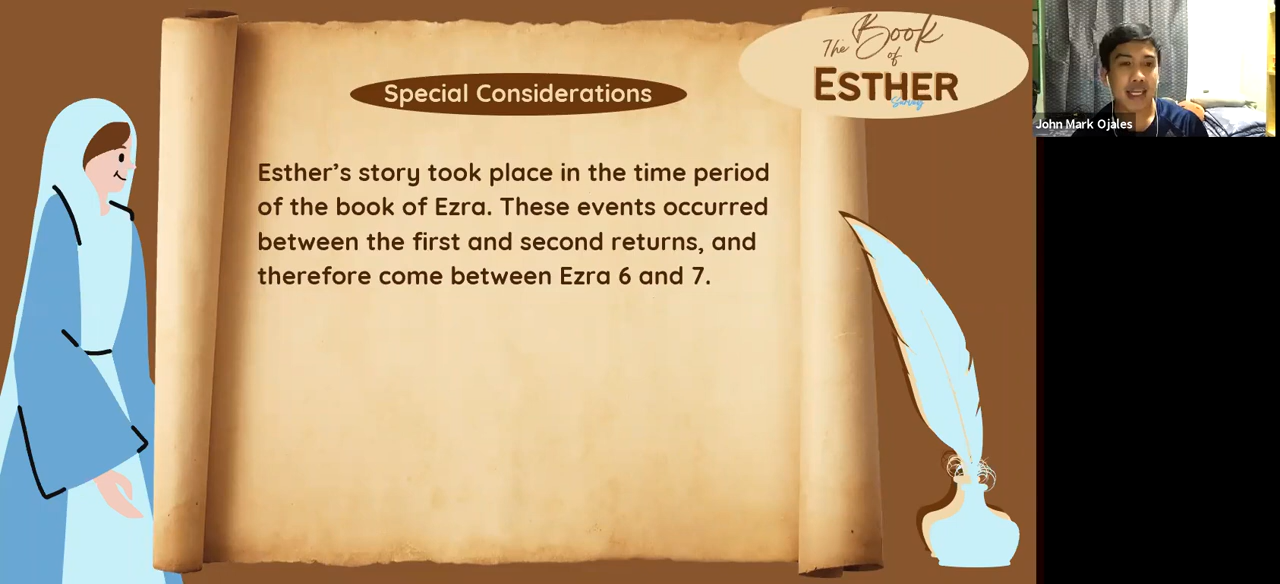 The Book
of
ESTHER
Survey
Special Considerations
Esther’s story took place in the time period
of the book of Ezra. These events occurred
between the first and second returns, and
therefore come between Ezra 6 and 7.
John Mark Ojales